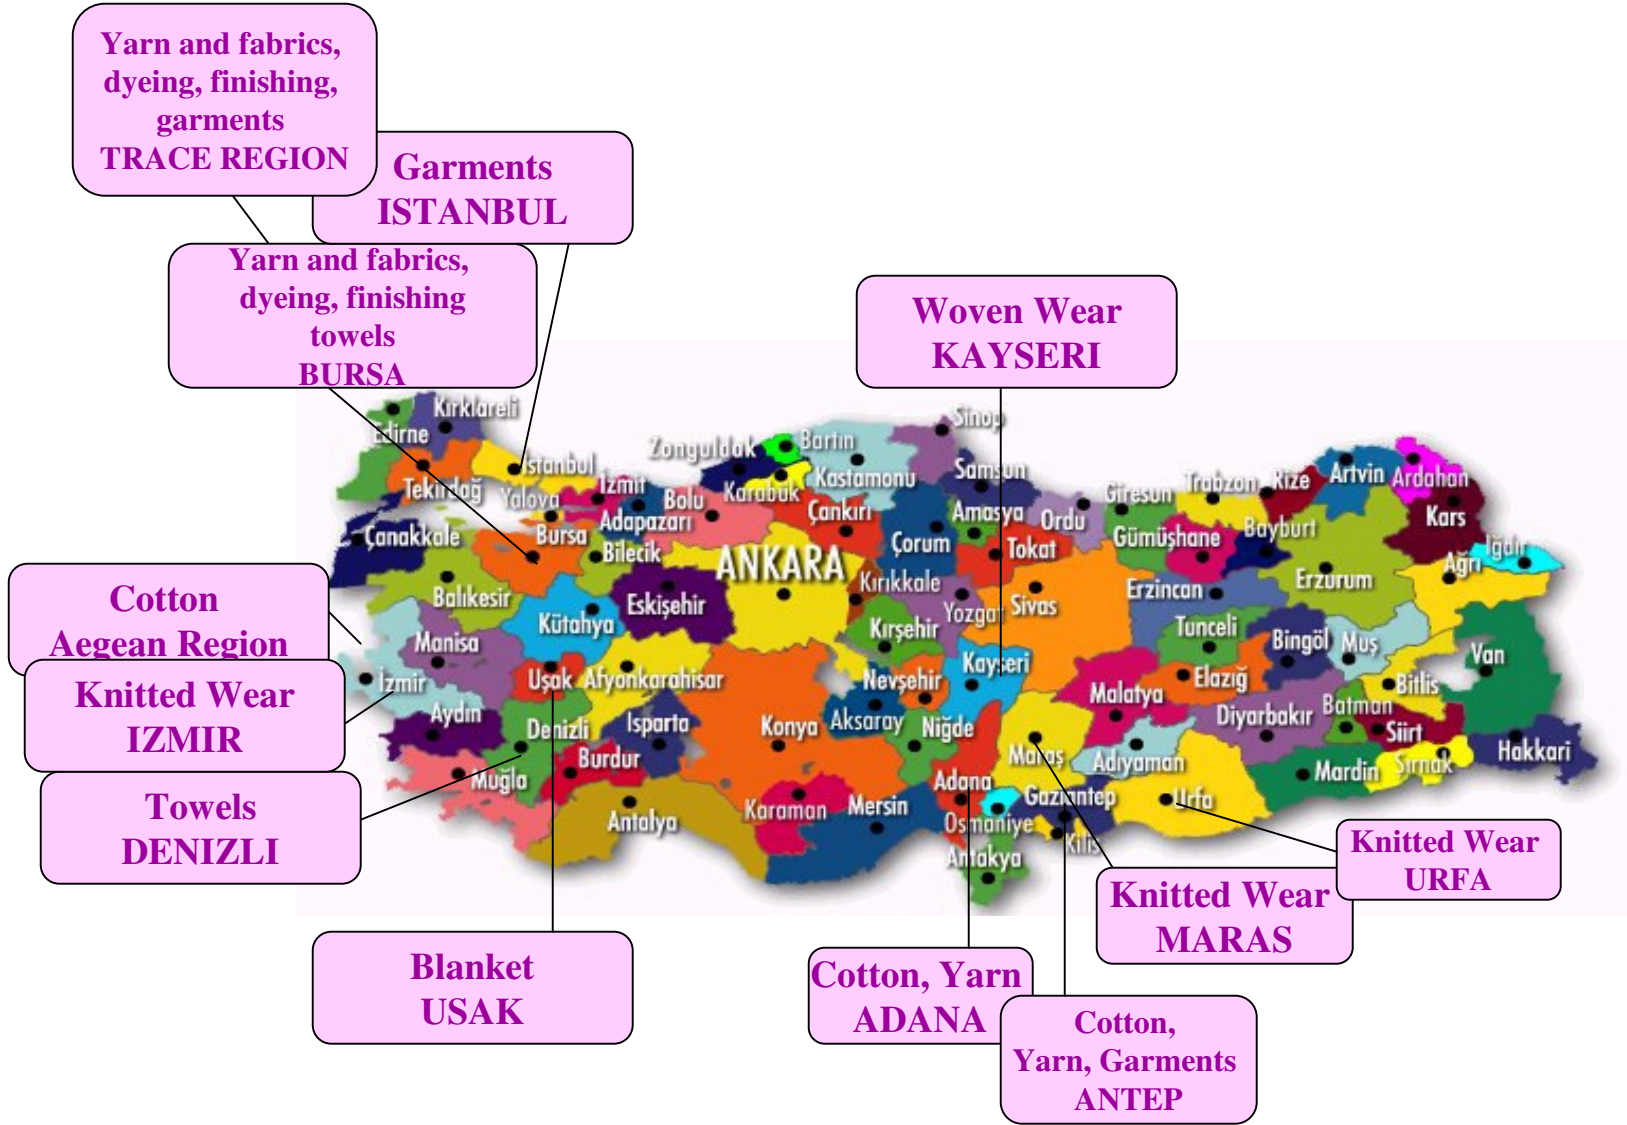 Yarn and fabrics,
dyeing, finishing,
garments
TRACE REGION
Garments
ISTANBUL
Yarn and fabrics,
dyeing, finishing
towels
BURSA
Woven Wear
KAYSERI
Kırklareli
Edirne
Tekirdağ
İstanbul
Yalova
İzmit
Adapazarı
Zonguldak
Bartın
Karabük
Bolu
Kastamonu
Çankırı
Sinop
Samsun
Amasya
Çorum
Tokat
Ordu
Giresun
Trabzon
Rize
Artvin
Ardahan
Kars
Gümüşhane
Bayburt
Iğdır
Ağrı
Çanakkale
Bursa
Bilecik
ANKARA
Kırıkkale
Yozgat
Sivas
Erzincan
Erzurum
Balıkesir
Kütahya
Eskişehir
Kırşehir
Tunceli
Bingöl
Muş
Van
Manisa
Uşak
Afyonkarahisar
Nevşehir
Kayseri
Malatya
Elazığ
Bitlis
İzmir
Aydın
Denizli
Isparta
Konya
Aksaray
Niğde
Maraş
Adıyaman
Diyarbakır
Batman
Siirt
Şırnak
Hakkari
Muğla
Burdur
Antalya
Karaman
Mersin
Adana
Osmaniye
Gaziantep
Kilis
Urfa
Mardin
Antakya
Cotton
Aegean Region
Knitted Wear
IZMIR
Towels
DENIZLI
Blanket
USAK
Cotton, Yarn
ADANA
Cotton,
Yarn, Garments
ANTEP
Knitted Wear
MARAS
Knitted Wear
URFA